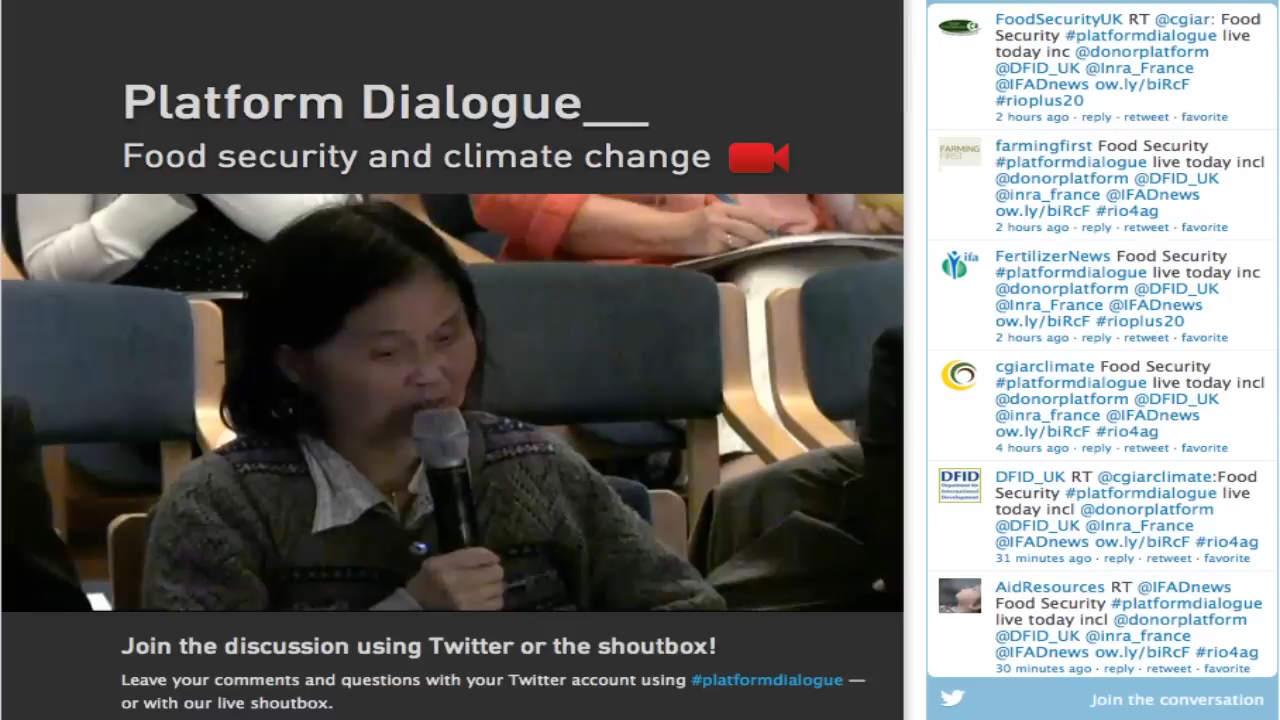 Platform Dialogue__
Food security and climate change
Join the discussion using Twitter or the shoutbox!
Leave your comments and questions with your Twitter account using #platformdialogue —
or with our live shoutbox.
FoodSecurityUK RT @cgiar: Food
Security #platformdialogue live
today inc @donorplatform
@DFID_UK @Inra_France
@IFADnews ow.ly/biRcF
#rioplus20
2 hours ago · reply · retweet · favorite
FARMING
FIRST
farmingfirst Food Security
#platformdialogue live today incl
@donorplatform @DFID_UK
@inra_france @IFADnews
ow.ly/biRcF #rio4ag
2 hours ago · reply · retweet · favorite
ifa
FertilizerNews Food Security
#platformdialogue live today inc
@donorplatform @DFID_UK
@Inra_France @IFADnews
ow.ly/biRcF #rioplus20
2 hours ago · reply · retweet · favorite
cgiarclimate Food Security
#platformdialogue live today incl
@donorplatform @DFID_UK
@inra_france @IFADnews
ow.ly/biRcF #rio4ag
4 hours ago · reply · retweet · favorite
DFID
Department for
International
Development
DFID_UK RT @cgiarclimate:Food
Security #platformdialogue live
today incl @donorplatform
@DFID_UK @Inra_France
@IFADnews ow.ly/biRcF #rio4ag
31 minutes ago · reply · retweet · favorite
AidResources RT @IFADnews
Food Security #platformdialogue
live today incl @donorplatform
@DFID_UK @inra_france
@IFADnews ow.ly/biRcF #rio4ag
30 minutes ago · reply · retweet · favorite
Join the conversation